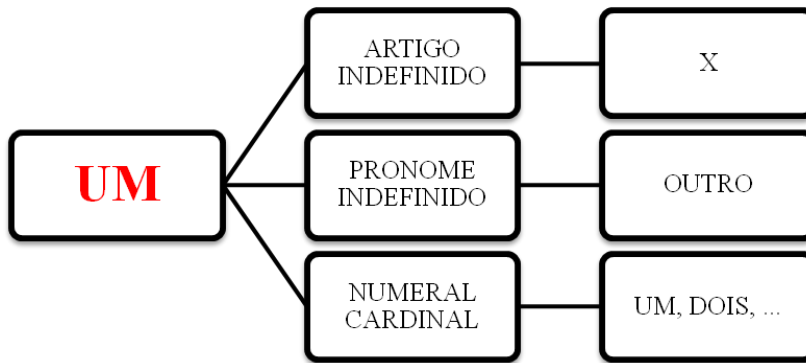 ARTIGO
INDEFINIDO
X
UM
PRONOME
INDEFINIDO
OUTRO
NUMERAL
CARDINAL
UM, DOIS, ...